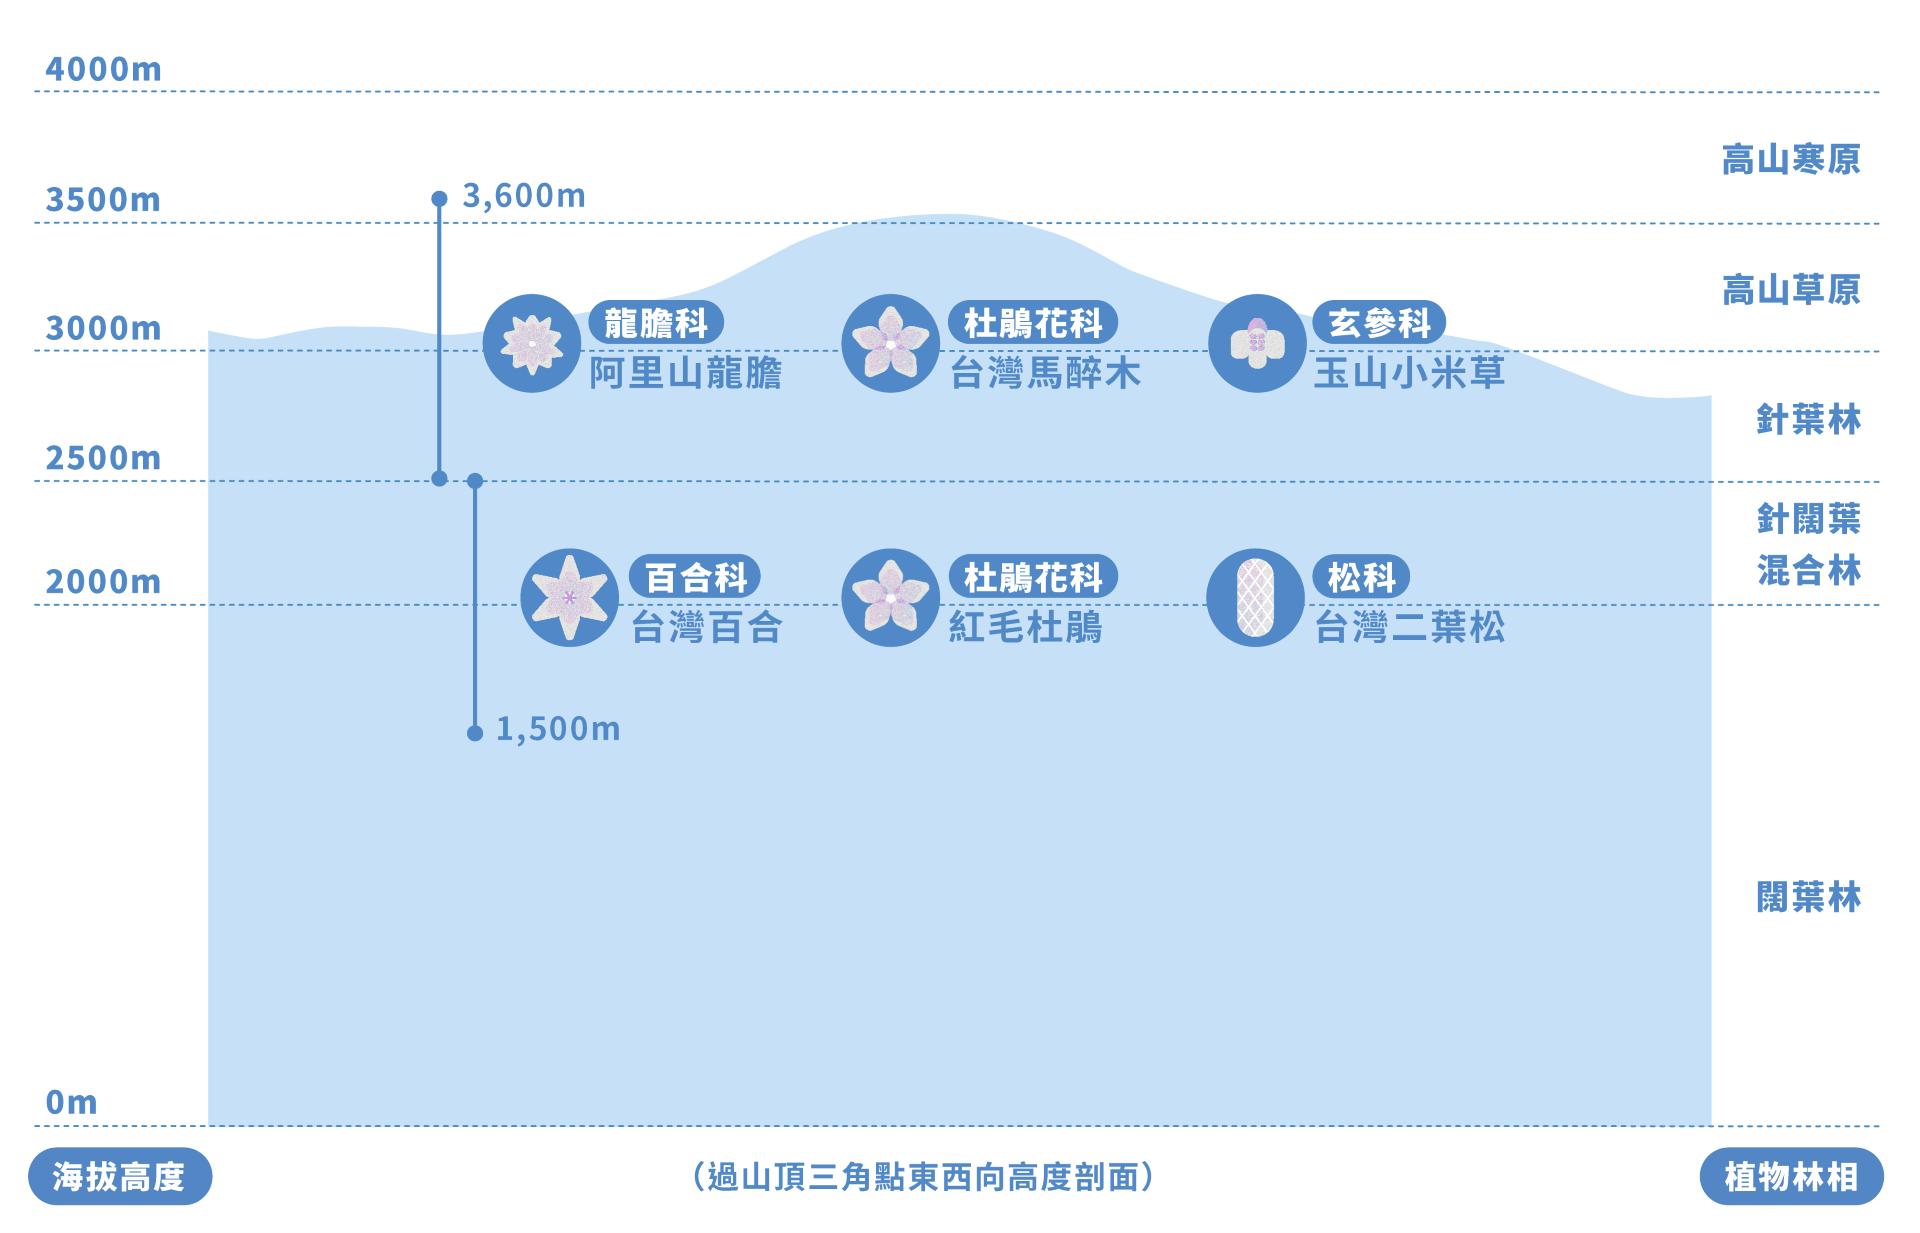 4000m
高山寒原
3500m
3,600m
高山草原
3000m
龍膽科
阿里山龍膽
杜鵑花科
台灣馬醉木
玄參科
玉山小米草
針葉林
2500m
針闊葉
混合林
2000m
百合科
台灣百合
杜鵑花科
紅毛杜鵑
松科
台灣二葉松
1,500m
闊葉林
0m
海拔高度
（過山頂三角點東西向高度剖面）
植物林相